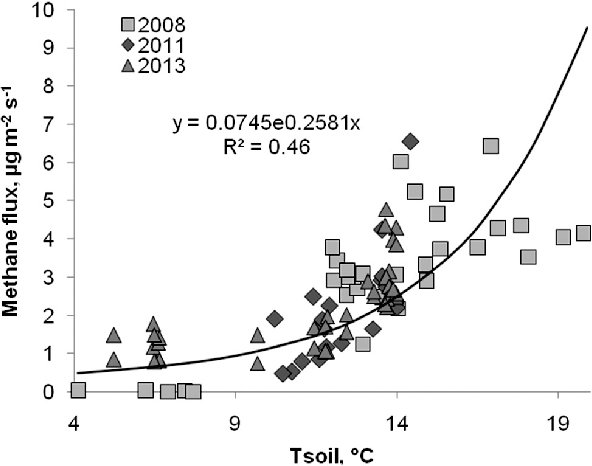 10
9
8
7
6
5
4
3
2
1
0
Methane flux, µg m-2 s-1
2008
2011
2013
y = 0.0745e0.2581x
R² = 0.46
4 9 14 19
Tsoil, °C